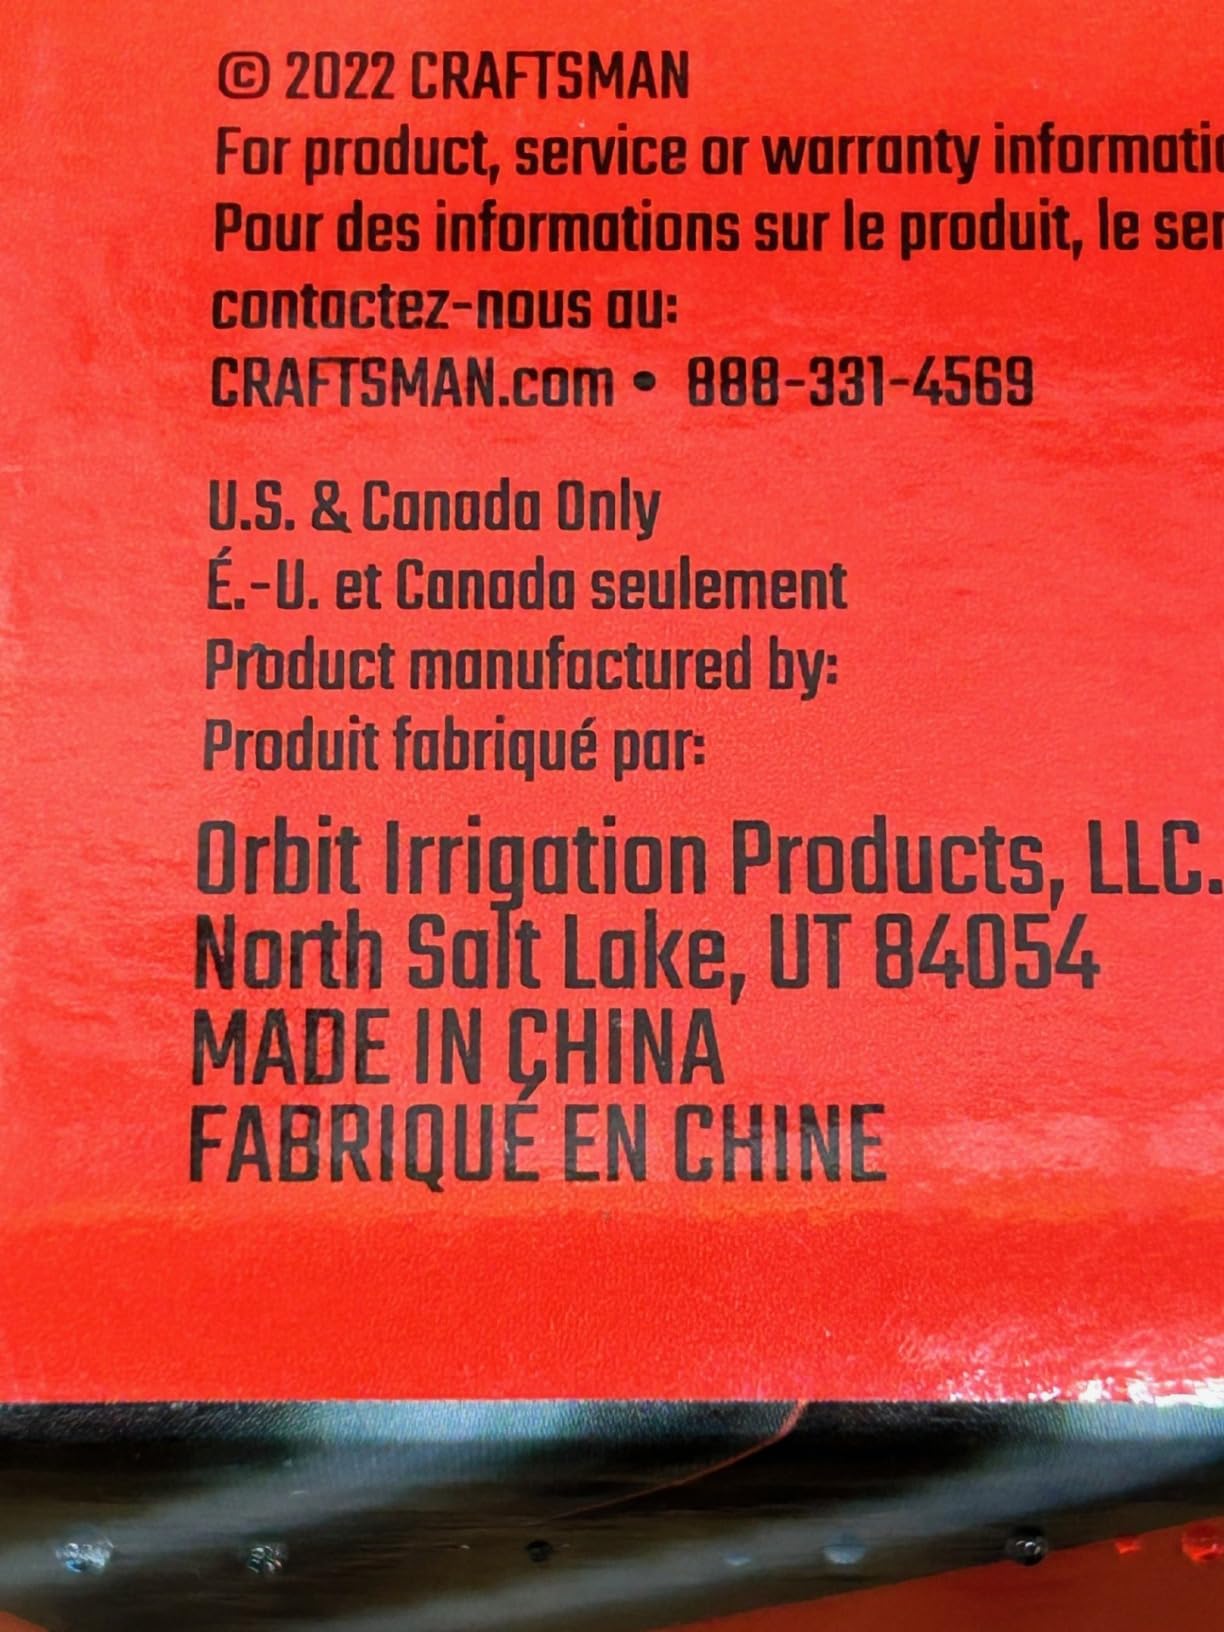 © 2022 CRAFTSMAN
For product, service or warranty
Pour des informations sur le produit, le
contactez-nous au:
CRAFTSMAN.com • 888-331-4569
U.S. & Canada Only
É.-U. et Canada seulement
Product manufactured by:
Produit fabriqué par:
Orbit Irrigation Products, LLC.
North Salt Lake, UT 84054
MADE IN CHINA
FABRIQUÉ EN CHINE